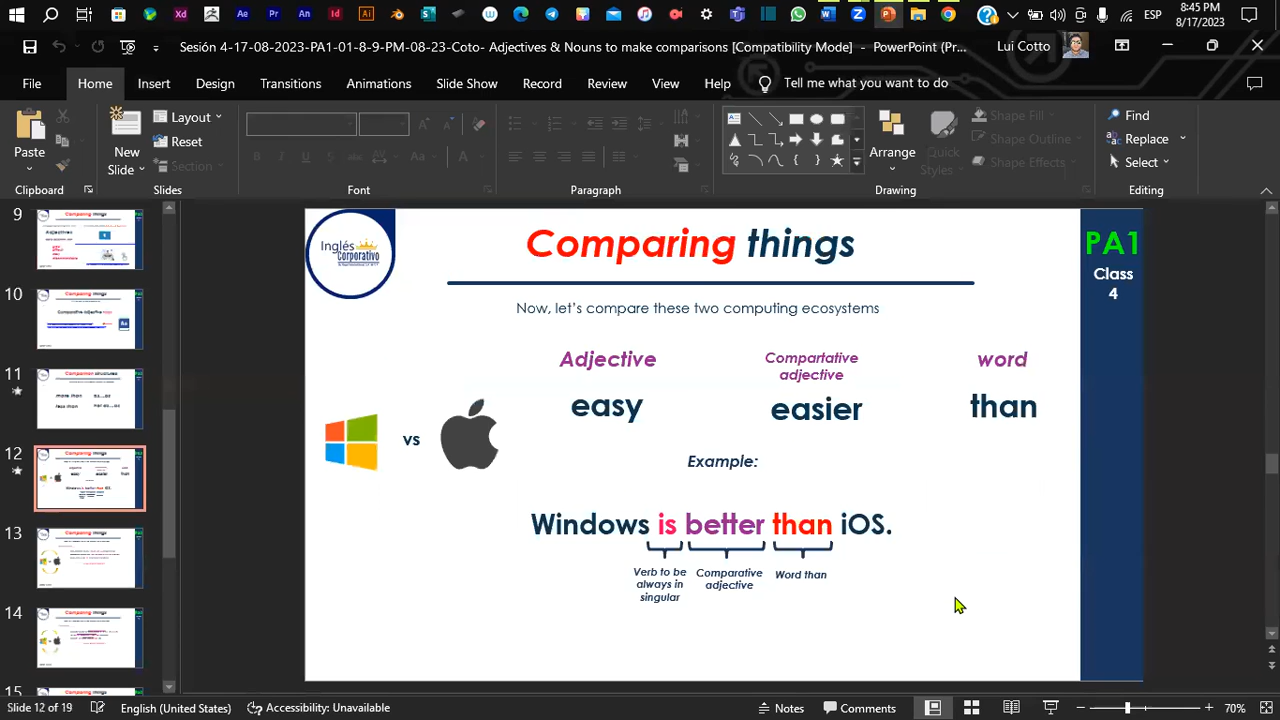 8:45 PM
ESP
8/17/2023
Sesión 4-17-08-2023-PA1-01-8-9-PM-08-23-Coto- Adjectives & Nouns to make comparisons [Compatibility Mode] - PowerPoint (Pr...
Lui Cotto
File Home Insert Design Transitions Animations Slide Show Record Review View Help Tell me what you want to do
Paste
New Slide
Layout
Reset
Section
Arrange
Quick Styles
Shape Fill
Shape Outline
Shape Effects
Find
Replace
Select
Clipboard Slides Font Paragraph Drawing Editing
9
10
11
12
13
14
15
Inglés
Corporativo
Comparing things
PA1
Class
4
Now, let's compare these two computing ecosystems
Adjective
Compartative
adjective
word
easy
easier
than
vs
Example:
Windows is better than iOS.
Verb to be
always in
singular
Comparative
adjective
Word than
Slide 12 of 19 English (United States) Accessibility: Unavailable Notes Comments 70%